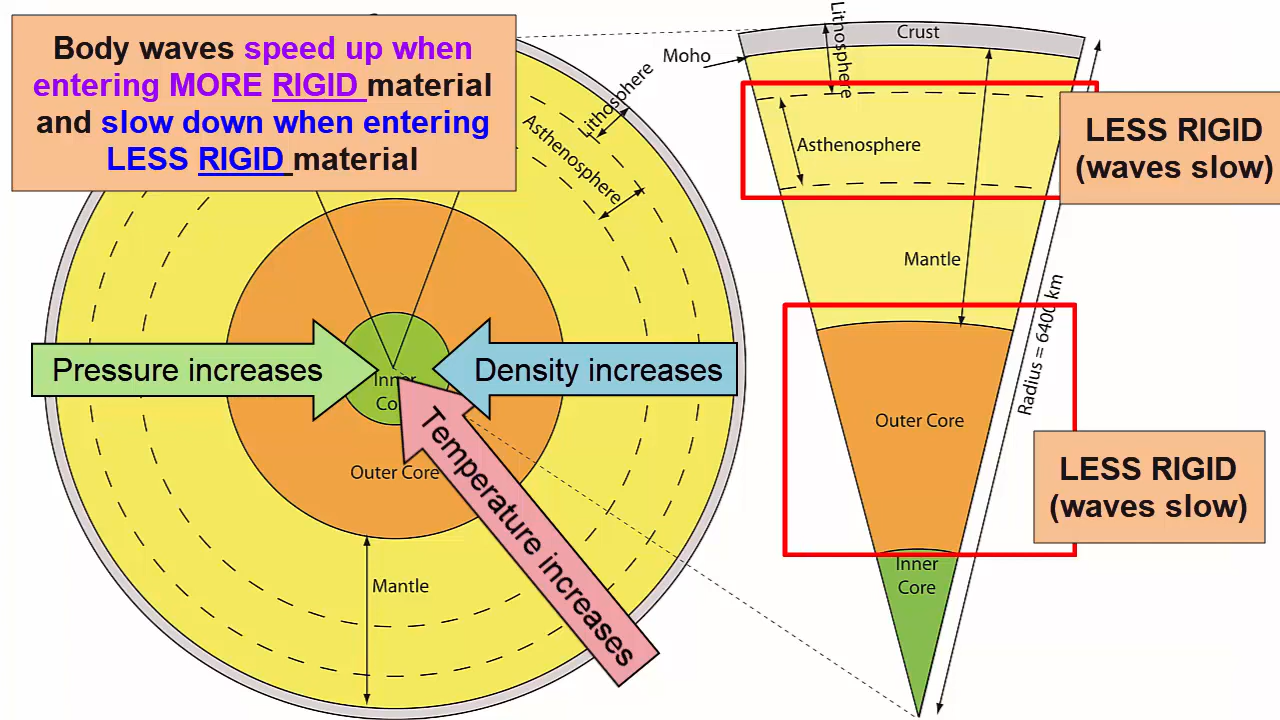 Body waves speed up when
entering MORE RIGID material
and slow down when entering
LESS RIGID material
Lithosphere
Asthenosphere
Pressure increases
Density increases
Temperature increases
Inner
Co
Outer Core
Mantle
Crust
Moho
Lithosphere
Asthenosphere
LESS RIGID
(waves slow)
Mantle
Radius = 6400 km
Outer Core
LESS RIGID
(waves slow)
Inner
Core